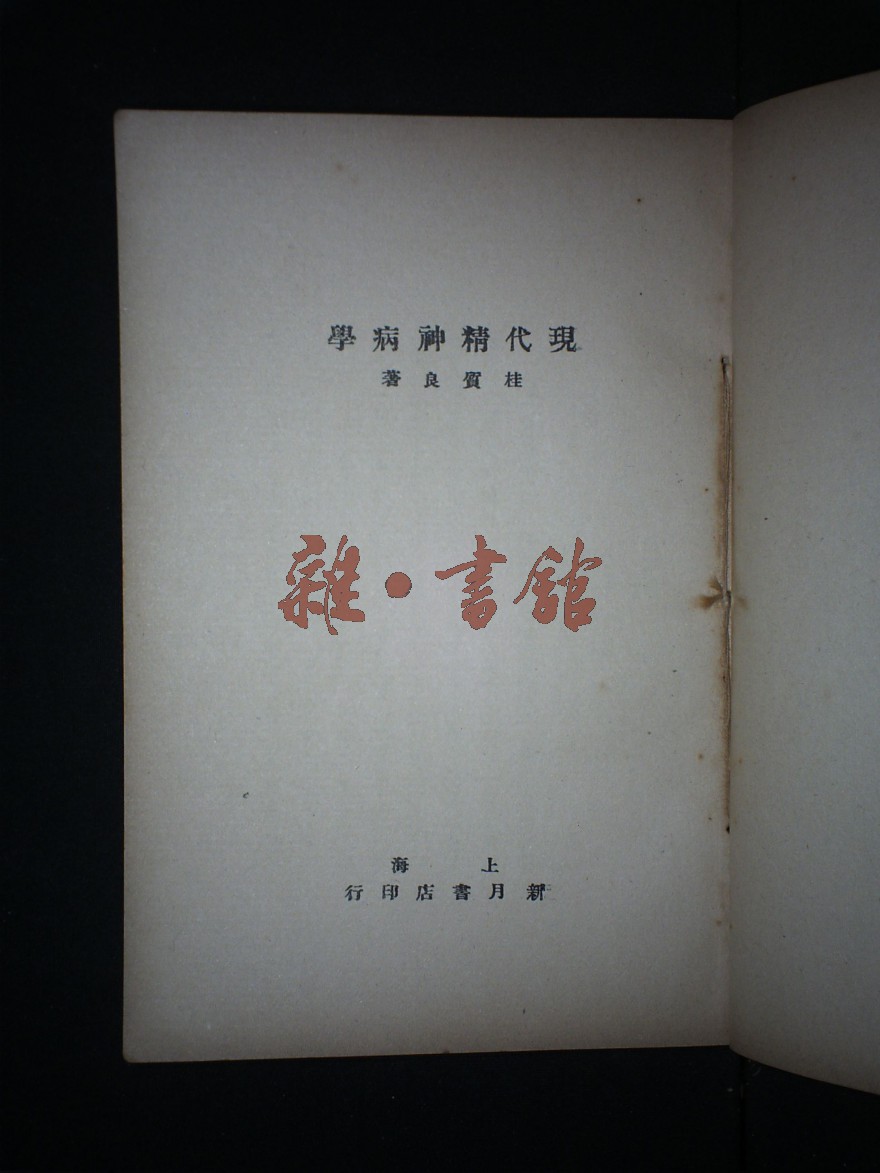 現代精神病學
桂質良著
雜·書館
上海
新月書店印行